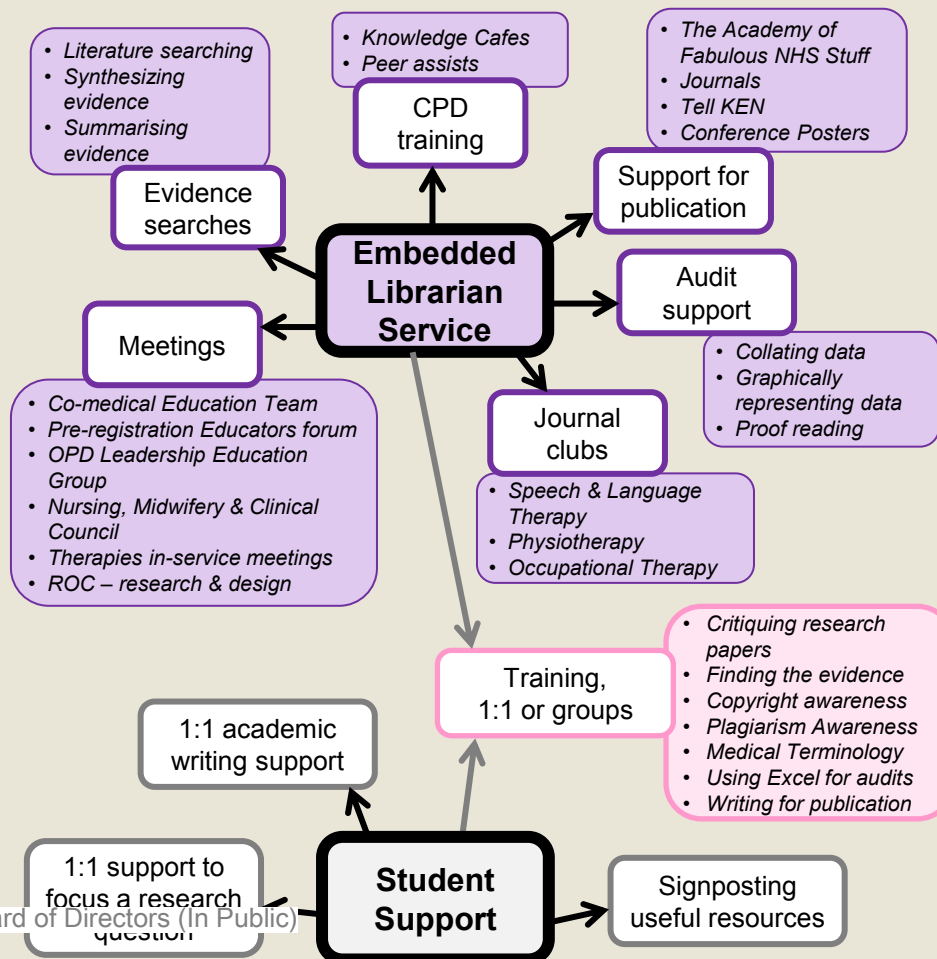 • Literature searching
• Synthesizing
evidence
• Summarising
evidence
Evidence
searches
• Knowledge Cafes
• Peer assists
CPD
training
• The Academy of
Fabulous NHS Stuff
• Journals
• Tell KEN
• Conference Posters
Support for
publication
Embedded
Librarian
Service
Audit
support
• Collating data
• Graphically
representing data
• Proof reading
Meetings
• Co-medical Education Team
• Pre-registration Educators forum
• OPD Leadership Education
Group
• Nursing, Midwifery & Clinical
Council
• Therapies in-service meetings
• ROC – research & design
Journal
clubs
• Speech & Language
Therapy
• Physiotherapy
• Occupational Therapy
Training,
1:1 or groups
• Critiquing research
papers
• Finding the evidence
• Copyright awareness
• Plagiarism Awareness
• Medical Terminology
• Using Excel for audits
• Writing for publication
1:1 academic
writing support
1:1 support to
focus a research
question
ard of Directors (In Public)
Student
Support
Signposting
useful resources